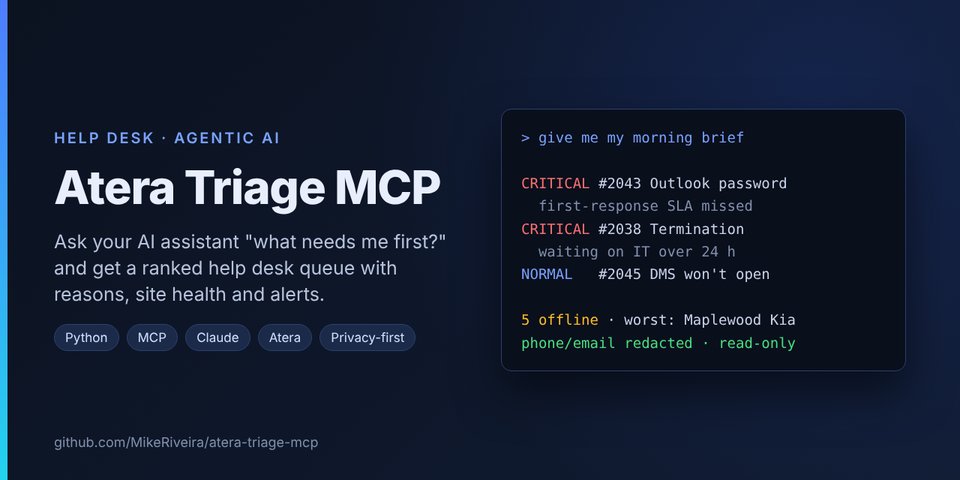 HELP DESK · AGENTIC AI
Atera Triage MCP
Ask your AI assistant "what needs me first?"
and get a ranked help desk queue with
reasons, site health and alerts.
Python MCP Claude Atera Privacy-first
github.com/MikeRiveira/atera-triage-mcp
> give me my morning brief
CRITICAL #2043 Outlook password
first-response SLA missed
CRITICAL #2038 Termination
waiting on IT over 24 h
NORMAL #2045 DMS won't open
5 offline · worst: Maplewood Kia
phone/email redacted · read-only